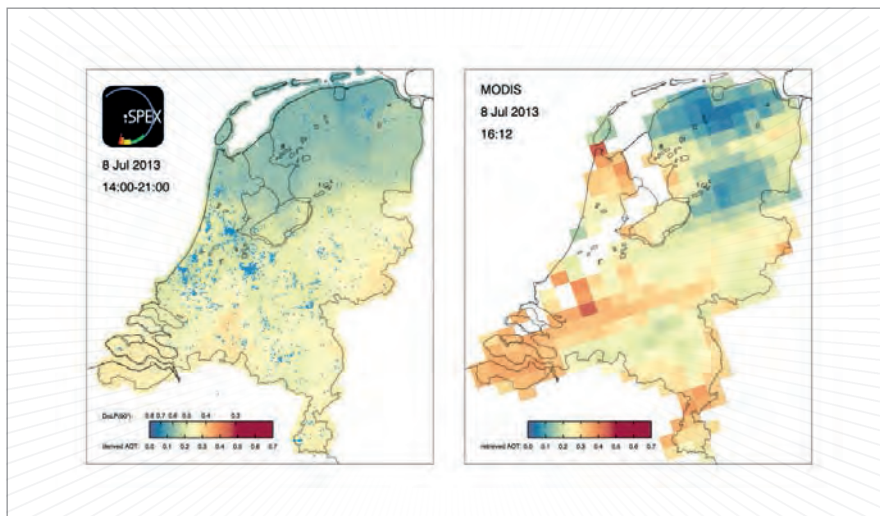 iSPEX
8 Jul 2013
14:00-21:00
DoLP(90°): 0.8 0.7 0.6 0.5 0.4 0.3
derived AOT: 0.0 0.1 0.2 0.3 0.4 0.5 0.6 0.7
MODIS
8 Jul 2013
16:12
retrieved AOT: 0.0 0.1 0.2 0.3 0.4 0.5 0.6 0.7